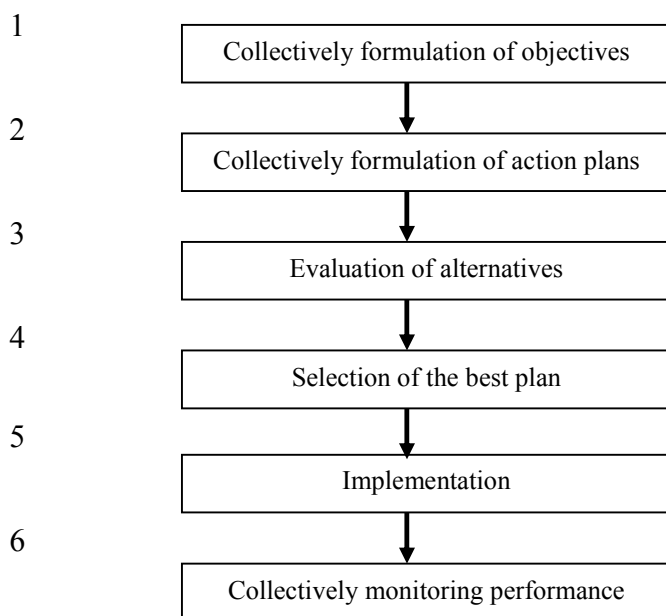 1
Collectively formulation of objectives
2
Collectively formulation of action plans
3
Evaluation of alternatives
4
Selection of the best plan
5
Implementation
6
Collectively monitoring performance